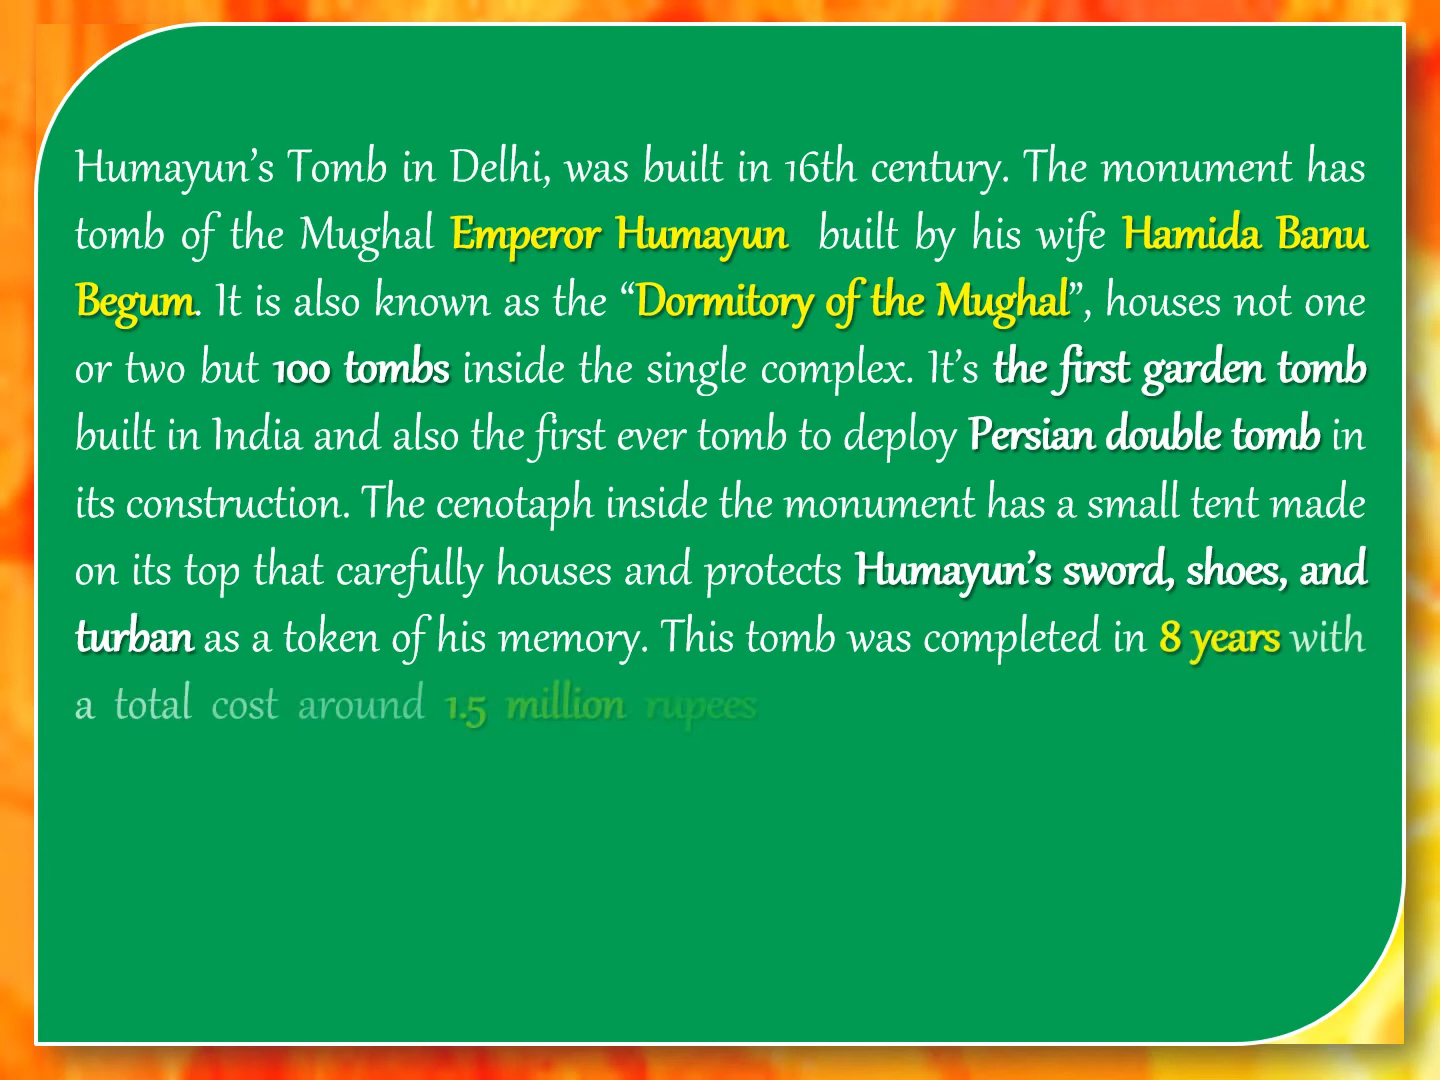 Humayun’s Tomb in Delhi, was built in 16th century. The monument has
tomb of the Mughal Emperor Humayun built by his wife Hamida Banu
Begum. It is also known as the “Dormitory of the Mughal”, houses not one
or two but 100 tombs inside the single complex. It’s the first garden tomb
built in India and also the first ever tomb to deploy Persian double tomb in
its construction. The cenotaph inside the monument has a small tent made
on its top that carefully houses and protects Humayun’s sword, shoes, and
turban as a token of his memory. This tomb was completed in 8 years with
a total cost around 1.5 million rupees